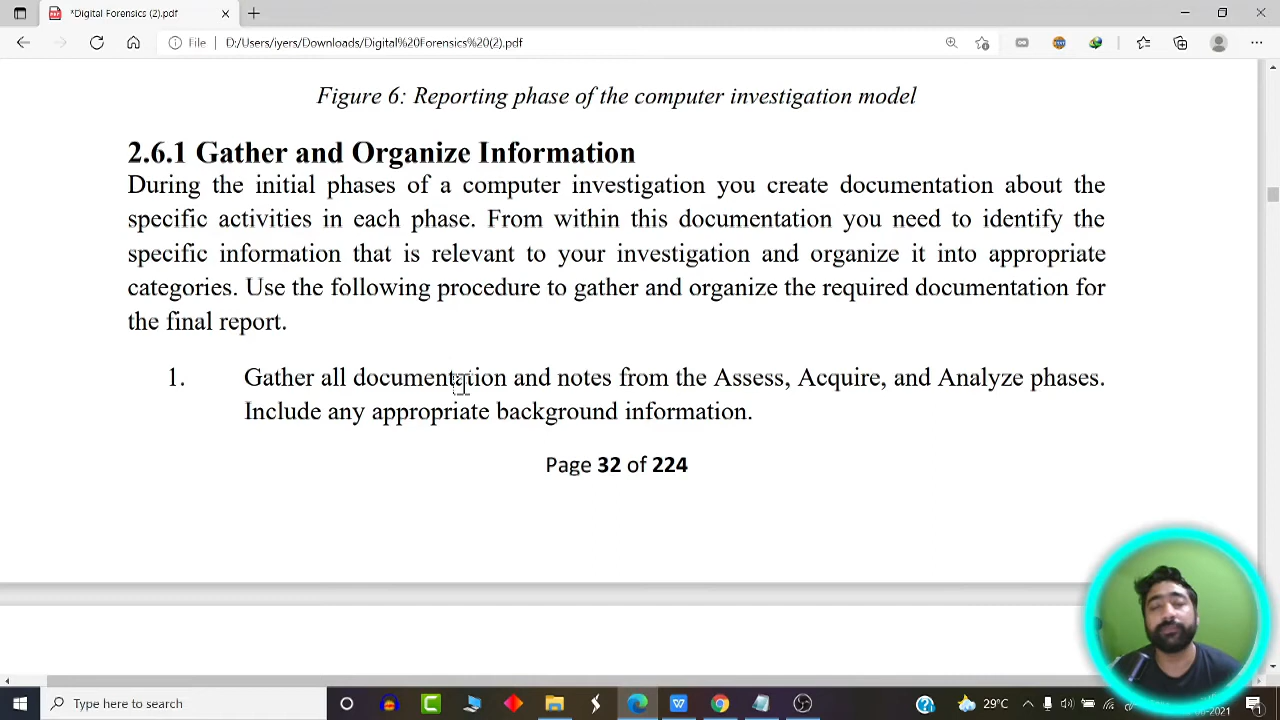 *Digital Forensics (2).pdf
File
D:/Users/iyers/Downloads/Digital%20Forensics%20(2).pdf
Figure 6: Reporting phase of the computer investigation model
2.6.1 Gather and Organize Information
During the initial phases of a computer investigation you create documentation about the
specific activities in each phase. From within this documentation you need to identify the
specific information that is relevant to your investigation and organize it into appropriate
categories. Use the following procedure to gather and organize the required documentation for
the final report.
1. Gather all documentation and notes from the Assess, Acquire, and Analyze phases.
Include any appropriate background information.
Page 32 of 224
Type here to search
29°C